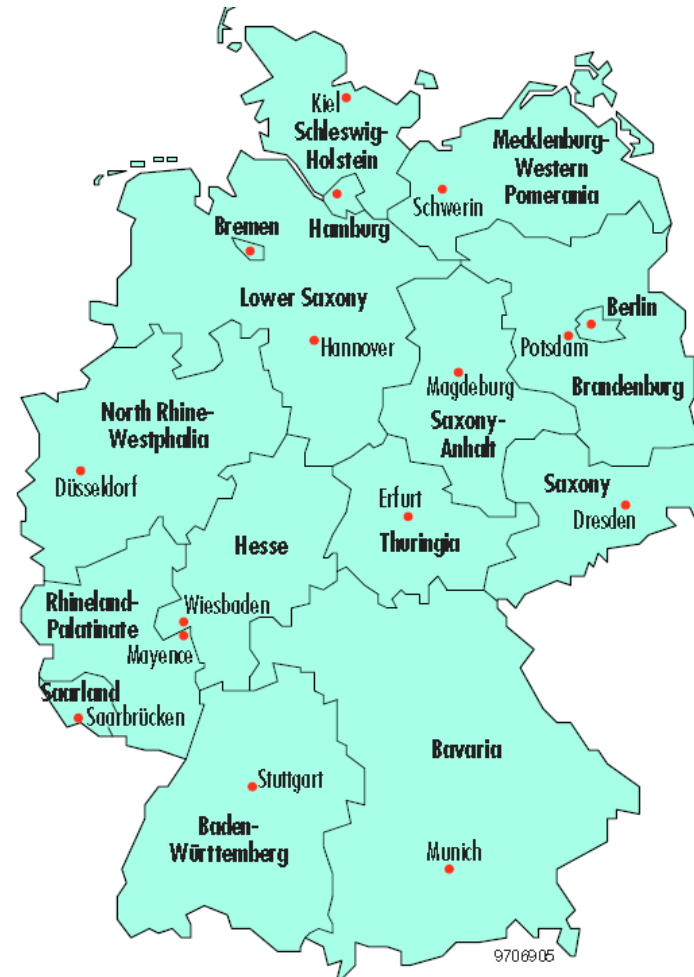 Kiel
Schleswig-
Holstein
Mecklenburg-
Western
Pomerania
Schwerin
Hamburg
Bremen
Lower Saxony
Hannover
Berlin
Potsdam
Brandenburg
Magdeburg
Saxony-
Anhalt
North Rhine-
Westphalia
Düsseldorf
Saxony
Dresden
Erfurt
Thuringia
Hesse
Rhineland-
Palatinate
Wiesbaden
Mayence
Saarland
Saarbrücken
Bavaria
Stuttgart
Baden-
Württemberg
Munich
9706905